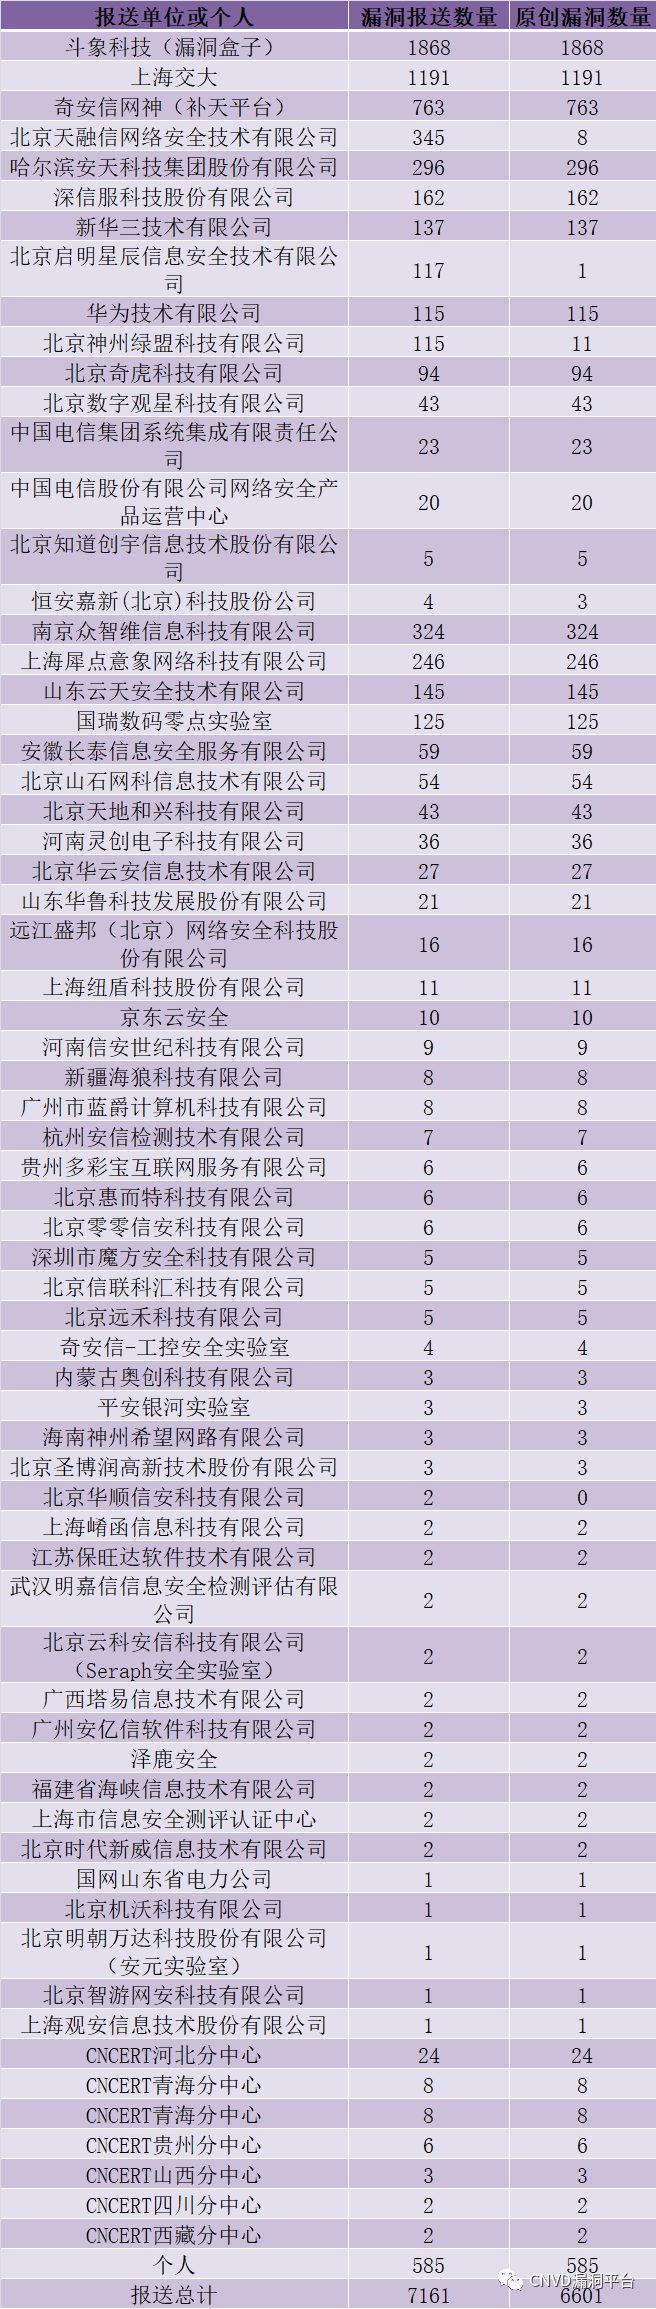 报送单位或个人 漏洞报送数量 原创漏洞数量
斗象科技（漏洞盒子） 1868 1868
上海交大 1191 1191
奇安信网神（补天平台） 763 763
北京天融信网络安全技术有限公司 345 8
哈尔滨安天科技集团股份有限公司 296 296
深信服科技股份有限公司 162 162
新华三技术有限公司 137 137
北京启明星辰信息安全技术有限公
司 117 1
华为技术有限公司 115 115
北京神州绿盟科技有限公司 115 11
北京奇虎科技有限公司 94 94
北京数字观星科技有限公司 43 43
中国电信集团系统集成有限责任公
司 23 23
中国电信股份有限公司网络安全产
品运营中心 20 20
北京知道创宇信息技术股份有限公
司 5 5
恒安嘉新(北京)科技股份公司 4 3
南京众智维信息科技有限公司 324 324
上海犀点意象网络科技有限公司 246 246
山东云天安全技术有限公司 145 145
国瑞数码零点实验室 125 125
安徽长泰信息安全服务有限公司 59 59
北京山石网科信息技术有限公司 54 54
北京天地和兴科技有限公司 43 43
河南灵创电子科技有限公司 36 36
北京华云安信息技术有限公司 27 27
山东华鲁科技发展股份有限公司 21 21
远江盛邦（北京）网络安全科技股
份有限公司 16 16
上海纽盾科技股份有限公司 11 11
京东云安全 10 10
河南信安世纪科技有限公司 9 9
新疆海狼科技有限公司 8 8
广州市蓝爵计算机科技有限公司 8 8
杭州安信检测技术有限公司 7 7
贵州多彩宝互联网服务有限公司 6 6
北京惠而特科技有限公司 6 6
北京零零信安科技有限公司 6 6
深圳市魔方安全科技有限公司 5 5
北京信联科汇科技有限公司 5 5
北京远禾科技有限公司 5 5
奇安信-工控安全实验室 4 4
内蒙古奥创科技有限公司 3 3
平安银河实验室 3 3
海南神州希望网路有限公司 3 3
北京圣博润高新技术股份有限公司 3 3
北京华顺信安科技有限公司 2 0
上海崤函信息科技有限公司 2 2
江苏保旺达软件技术有限公司 2 2
武汉明嘉信信息安全检测评估有限
公司 2 2
北京云科安信科技有限公司
（Seraph安全实验室） 2 2
广西塔易信息技术有限公司 2 2
广州安亿信软件科技有限公司 2 2
泽鹿安全 2 2
福建省海峡信息技术有限公司 2 2
上海市信息安全测评认证中心 2 2
北京时代新威信息技术有限公司 2 2
国网山东省电力公司 1 1
北京机沃科技有限公司 1 1
北京明朝万达科技股份有限公司
（安元实验室） 1 1
北京智游网安科技有限公司 1 1
上海观安信息技术股份有限公司 1 1
CNCERT河北分中心 24 24
CNCERT青海分中心 8 8
CNCERT青海分中心 8 8
CNCERT贵州分中心 6 6
CNCERT山西分中心 3 3
CNCERT四川分中心 2 2
CNCERT西藏分中心 2 2
个人 585 585
CNVD漏洞平台
报送总计 7161 6601